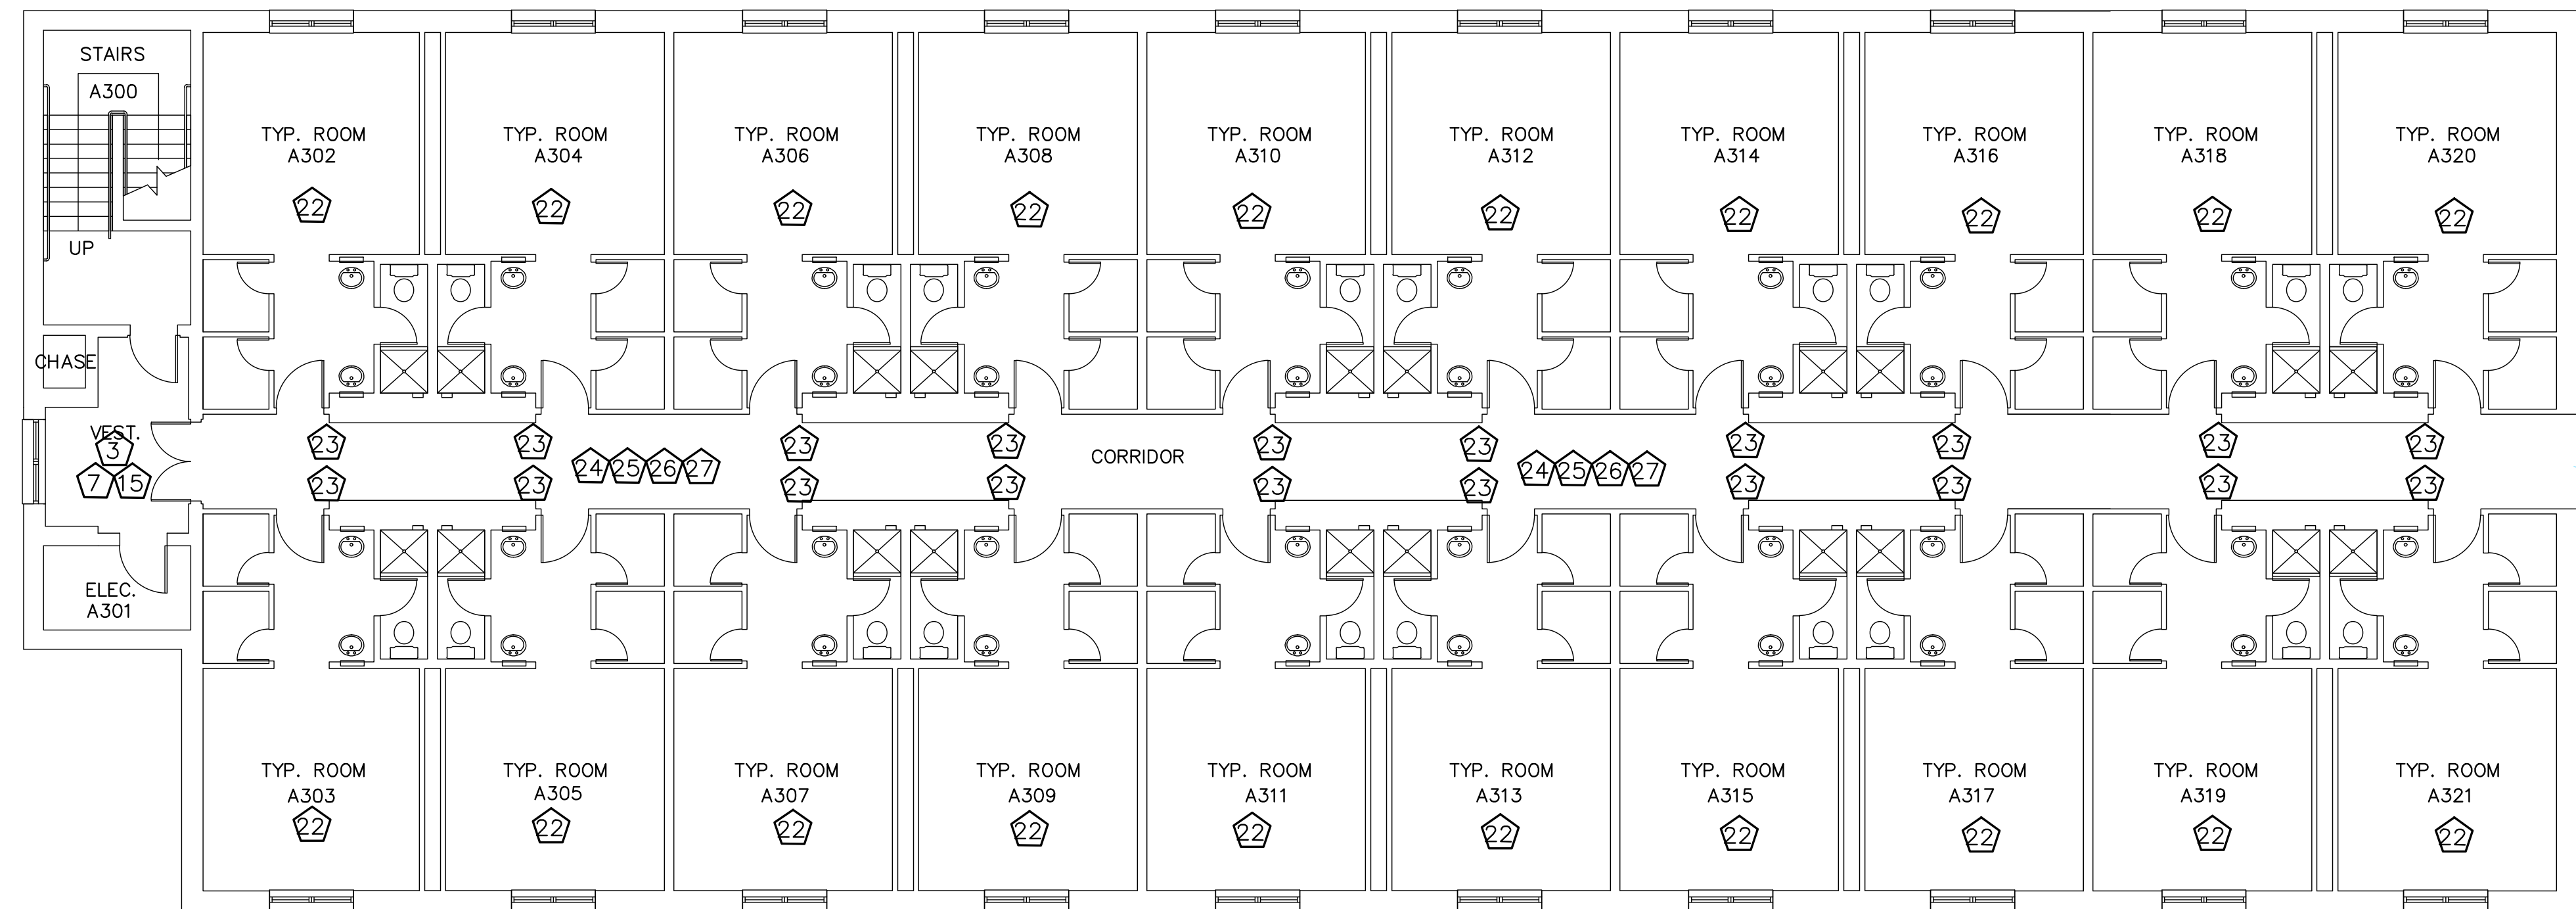 STAIRS
A300
UP
TYP. ROOM
A302
22
TYP. ROOM
A304
22
TYP. ROOM
A306
22
TYP. ROOM
A308
22
TYP. ROOM
A310
22
TYP. ROOM
A312
22
TYP. ROOM
A314
22
TYP. ROOM
A316
22
TYP. ROOM
A318
22
TYP. ROOM
A320
22
CHASE
VEST.
3
7 15
23 23 23 23 23 23 23 23 23 23
24 25 26 27 CORRIDOR 24 25 26 27
23 23 23 23 23 23 23 23 23 23
ELEC.
A301
TYP. ROOM
A303
22
TYP. ROOM
A305
22
TYP. ROOM
A307
22
TYP. ROOM
A309
22
TYP. ROOM
A311
22
TYP. ROOM
A313
22
TYP. ROOM
A315
22
TYP. ROOM
A317
22
TYP. ROOM
A319
22
TYP. ROOM
A321
22